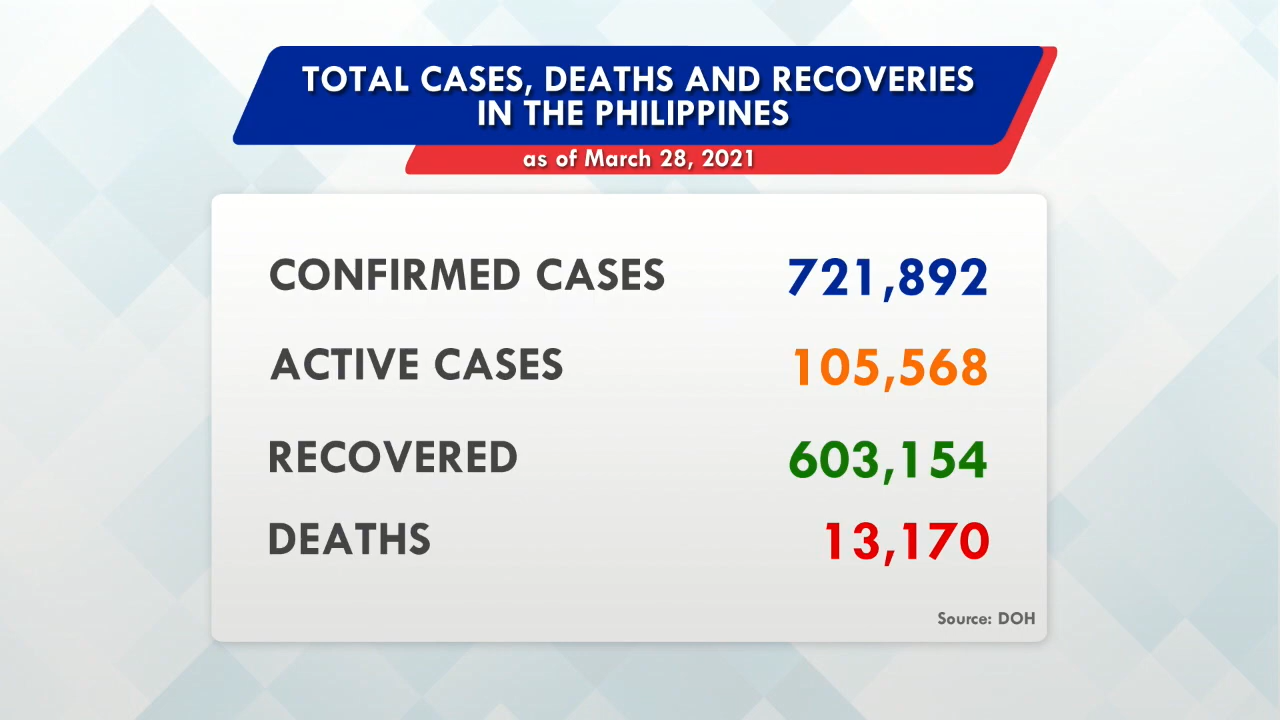 TOTAL CASES, DEATHS AND RECOVERIES
IN THE PHILIPPINES
as of March 28, 2021
CONFIRMED CASES 721,892
ACTIVE CASES 105,568
RECOVERED 603,154
DEATHS 13,170
Source: DOH